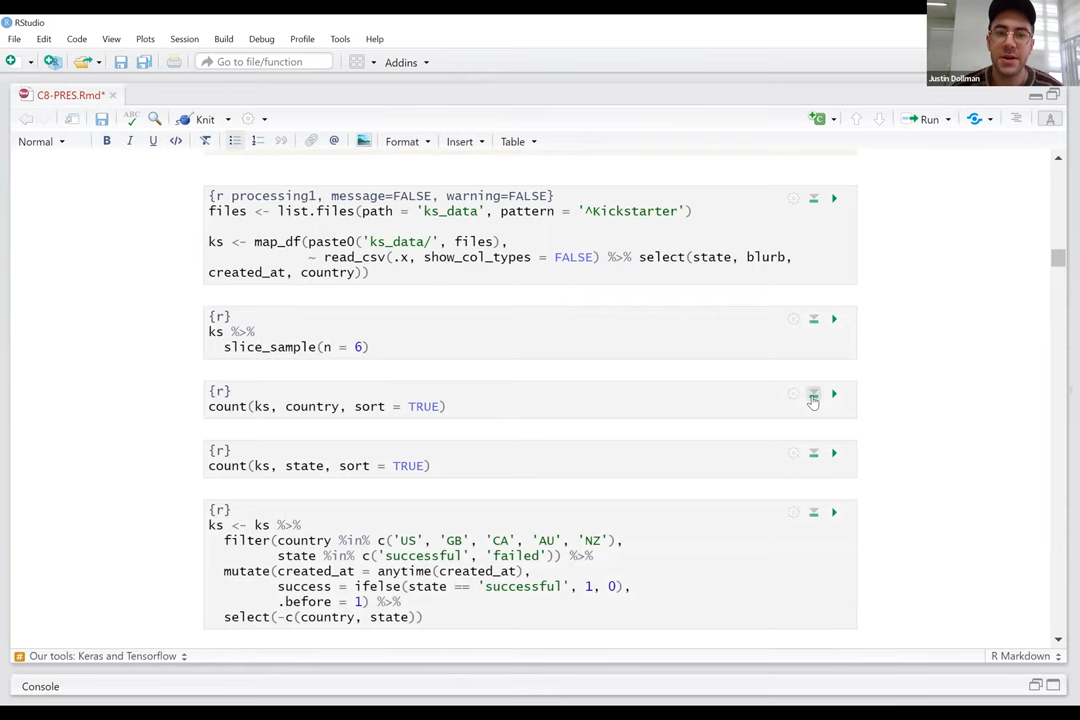 RStudio
File Edit Code View Plots Session Build Debug Profile Tools Help
Go to file/function Addins
Justin Dollman
C8-PRES.Rmd*
ABC Knit Run
Normal B I U Format Insert Table
{r processing1, message=FALSE, warning=FALSE}
files <- list.files(path = 'ks_data', pattern = '^Kickstarter')
ks <- map_df(paste0('ks_data/', files),
~ read_csv(.x, show_col_types = FALSE) %>% select(state, blurb,
created_at, country))
{r}
ks %>%
slice_sample(n = 6)
{r}
count(ks, country, sort = TRUE)
{r}
count(ks, state, sort = TRUE)
{r}
ks <- ks %>%
filter(country %in% c('US', 'GB', 'CA', 'AU', 'NZ'),
state %in% c('successful', 'failed')) %>%
mutate(created_at = anytime(created_at),
success = ifelse(state == 'successful', 1, 0),
.before = 1) %>%
select(-c(country, state))
# Our tools: Keras and Tensorflow R Markdown
Console